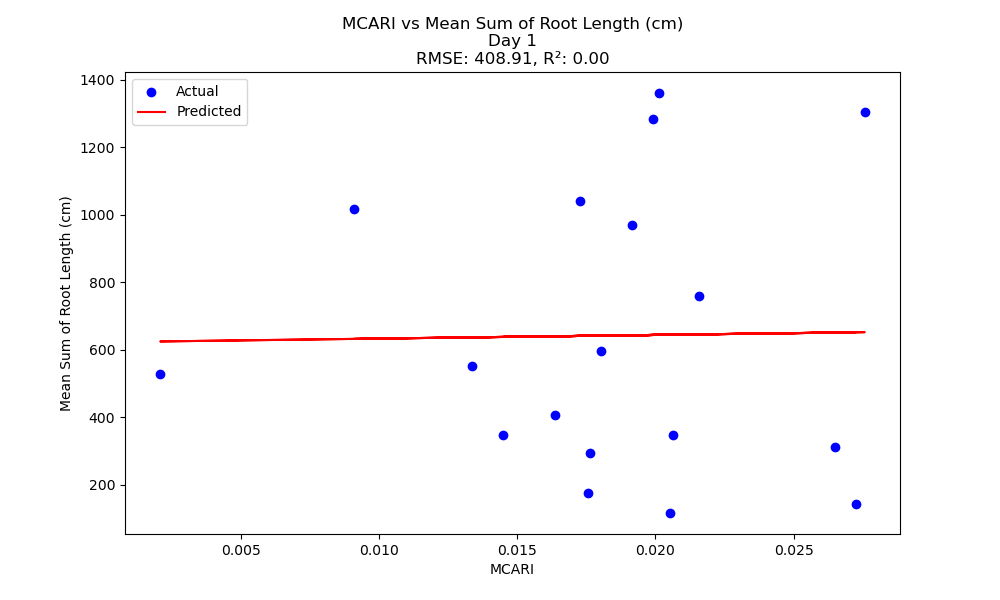 MCARI vs Mean Sum of Root Length (cm)
Day 1
RMSE: 408.91, R²: 0.00
Actual
Predicted
Mean Sum of Root Length (cm)
1400
1200
1000
800
600
400
200
0.005 0.010 0.015 0.020 0.025
MCARI